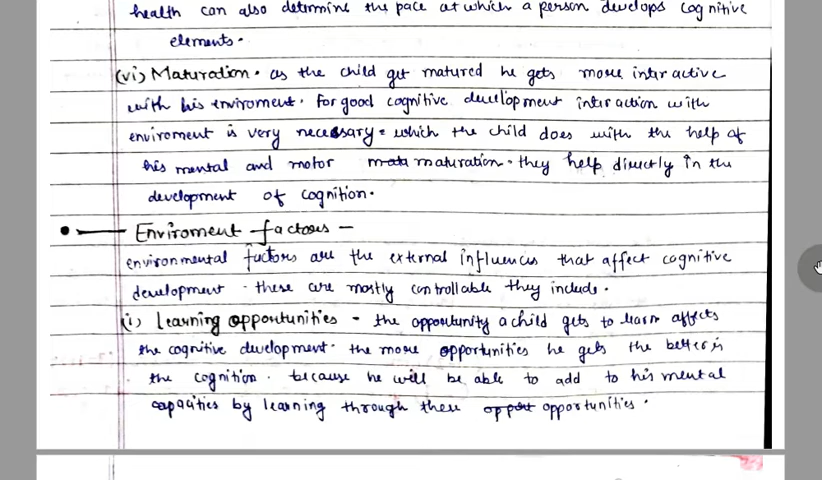 health can also determine the pace at which a person develops cognitive
elements.
(vi) Maturation. as the child get matured he gets more interactive
with his enviroment. for good cognitive development interaction with
enviroment is very necessary. which the child does with the help of
his mental and motor maturation. they help directly in the
development of cognition.
• — Enviroment factors —
environmental factors are the external influences that affect cognitive
development. these are mostly controllable they include.
(i) Learning opportunities - the opportunity a child gets to learn affects
the cognitive development. the more opportunities he gets the better is
the cognition. because he will be able to add to his mental
capacities by learning through these opportunities.